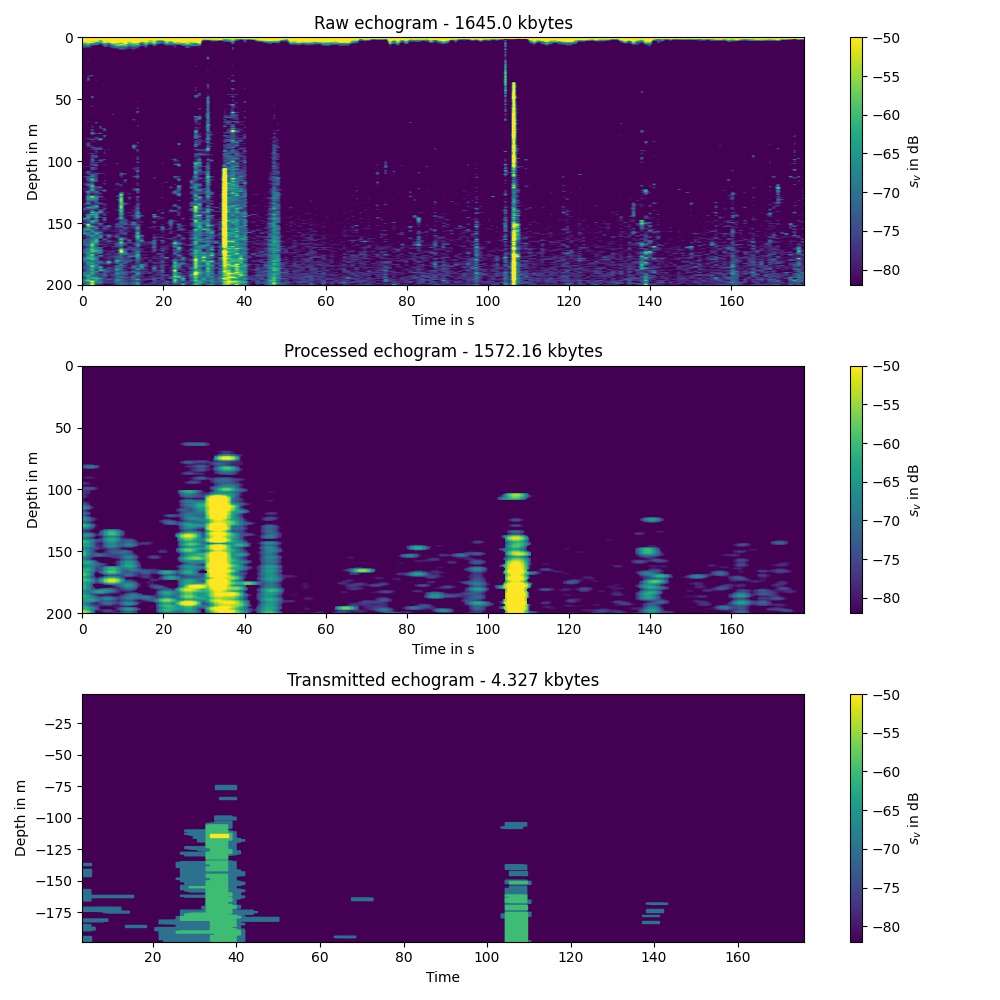 Raw echogram - 1645.0 kbytes
0
50
100
150
200
Depth in m
0 20 40 60 80 100 120 140 160
Time in s
−50
−55
−60
−65
−70
−75
−80
sv in dB
Processed echogram - 1572.16 kbytes
0
50
100
150
200
Depth in m
0 20 40 60 80 100 120 140 160
Time in s
−50
−55
−60
−65
−70
−75
−80
sv in dB
Transmitted echogram - 4.327 kbytes
−25
−50
−75
−100
−125
−150
−175
Depth in m
20 40 60 80 100 120 140 160
Time
−50
−55
−60
−65
−70
−75
−80
sv in dB